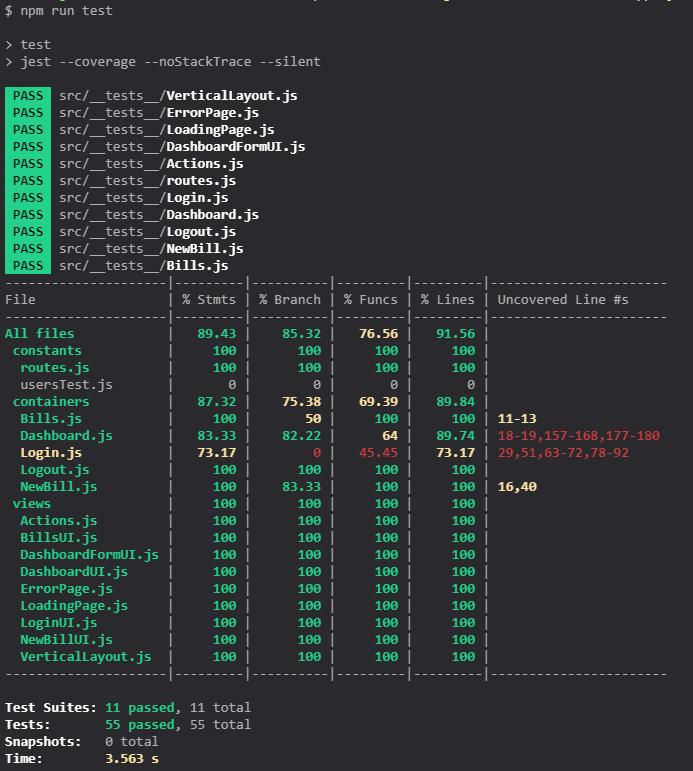 $ npm run test
> test
> jest --coverage --noStackTrace --silent
PASS src/__tests__/VerticalLayout.js
PASS src/__tests__/ErrorPage.js
PASS src/__tests__/LoadingPage.js
PASS src/__tests__/DashboardFormUI.js
PASS src/__tests__/Actions.js
PASS src/__tests__/routes.js
PASS src/__tests__/Login.js
PASS src/__tests__/Dashboard.js
PASS src/__tests__/Logout.js
PASS src/__tests__/NewBill.js
PASS src/__tests__/Bills.js
---------------------|---------|----------|---------|---------|----------------------
File                 | % Stmts | % Branch | % Funcs | % Lines | Uncovered Line #s
---------------------|---------|----------|---------|---------|----------------------
All files            |   89.43 |    85.32 |   76.56 |   91.56 |
 constants           |     100 |      100 |     100 |     100 |
  routes.js          |     100 |      100 |     100 |     100 |
  usersTest.js       |       0 |        0 |       0 |       0 |
 containers          |   87.32 |    75.38 |   69.39 |   89.84 |
  Bills.js           |     100 |       50 |     100 |     100 | 11-13
  Dashboard.js       |   83.33 |    82.22 |      64 |   89.74 | 18-19,157-168,177-180
  Login.js           |   73.17 |        0 |   45.45 |   73.17 | 29,51,63-72,78-92
  Logout.js          |     100 |      100 |     100 |     100 |
  NewBill.js         |     100 |    83.33 |     100 |     100 | 16,40
 views               |     100 |      100 |     100 |     100 |
  Actions.js         |     100 |      100 |     100 |     100 |
  BillsUI.js         |     100 |      100 |     100 |     100 |
  DashboardFormUI.js |     100 |      100 |     100 |     100 |
  DashboardUI.js     |     100 |      100 |     100 |     100 |
  ErrorPage.js       |     100 |      100 |     100 |     100 |
  LoadingPage.js     |     100 |      100 |     100 |     100 |
  LoginUI.js         |     100 |      100 |     100 |     100 |
  NewBillUI.js       |     100 |      100 |     100 |     100 |
  VerticalLayout.js  |     100 |      100 |     100 |     100 |
---------------------|---------|----------|---------|---------|----------------------
Test Suites: 11 passed, 11 total
Tests:       55 passed, 55 total
Snapshots:   0 total
Time:        3.563 s